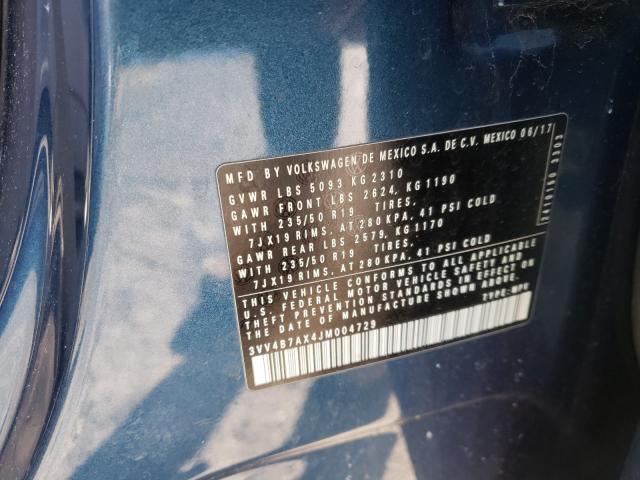 MFD BY VOLKSWAGEN DE MEXICO S.A. DE C.V. MEXICO 06/17
GVWR LBS 5093 KG 2310
GAWR FRONT LBS 2624, KG 1190
WITH 235/50 R19 TIRES,
7JX19 RIMS, AT 280 KPA, 41 PSI COLD
GAWR REAR LBS 2579, KG 1170
WITH 235/50 R19 TIRES,
7JX19 RIMS, AT 280 KPA, 41 PSI COLD
THIS VEHICLE CONFORMS TO ALL APPLICABLE
U.S. FEDERAL MOTOR VEHICLE SAFETY AND
THEFT PREVENTION STANDARDS IN EFFECT ON
THE DATE OF MANUFACTURE SHOWN ABOVE.
3VV4B7AX4JM004729 TYPE: MPV